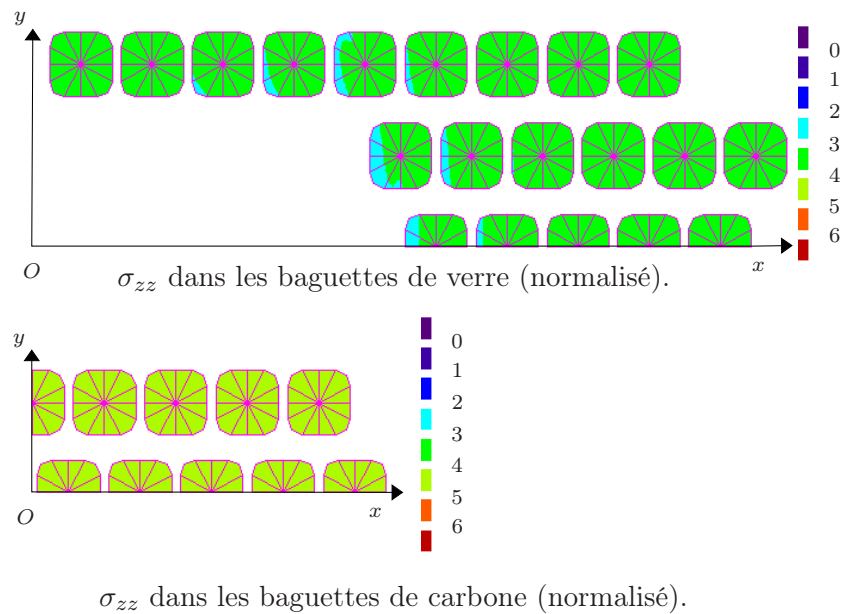 y
0
1
2
3
4
5
6
O
x
σzz dans les baguettes de verre (normalisé).
y
0
1
2
3
4
5
6
O
x
σzz dans les baguettes de carbone (normalisé).